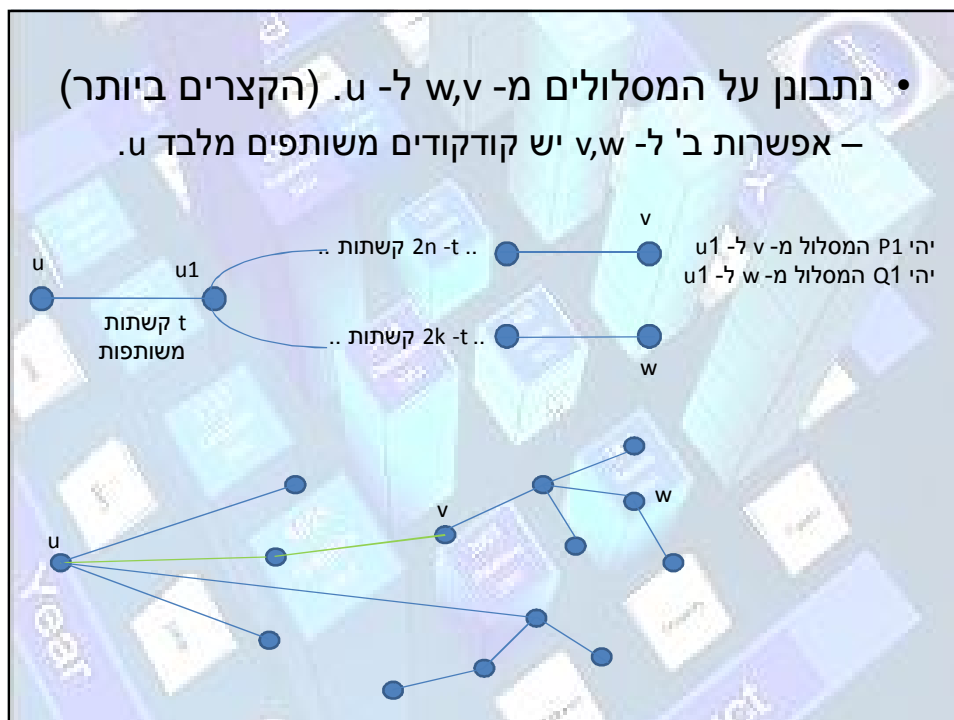 • נתבונן על המסלולים מ- w,v ל- u. (הקצרים ביותר)
– אפשרות ב' ל- v,w יש קודקודים משותפים מלבד u.
v
יהי P1 המסלול מ- v ל- u1
יהי Q1 המסלול מ- w ל- u1
.. 2n -t קשתות ..
u
u1
t קשתות
משותפות
.. 2k -t קשתות ..
w
w
v
u
Year